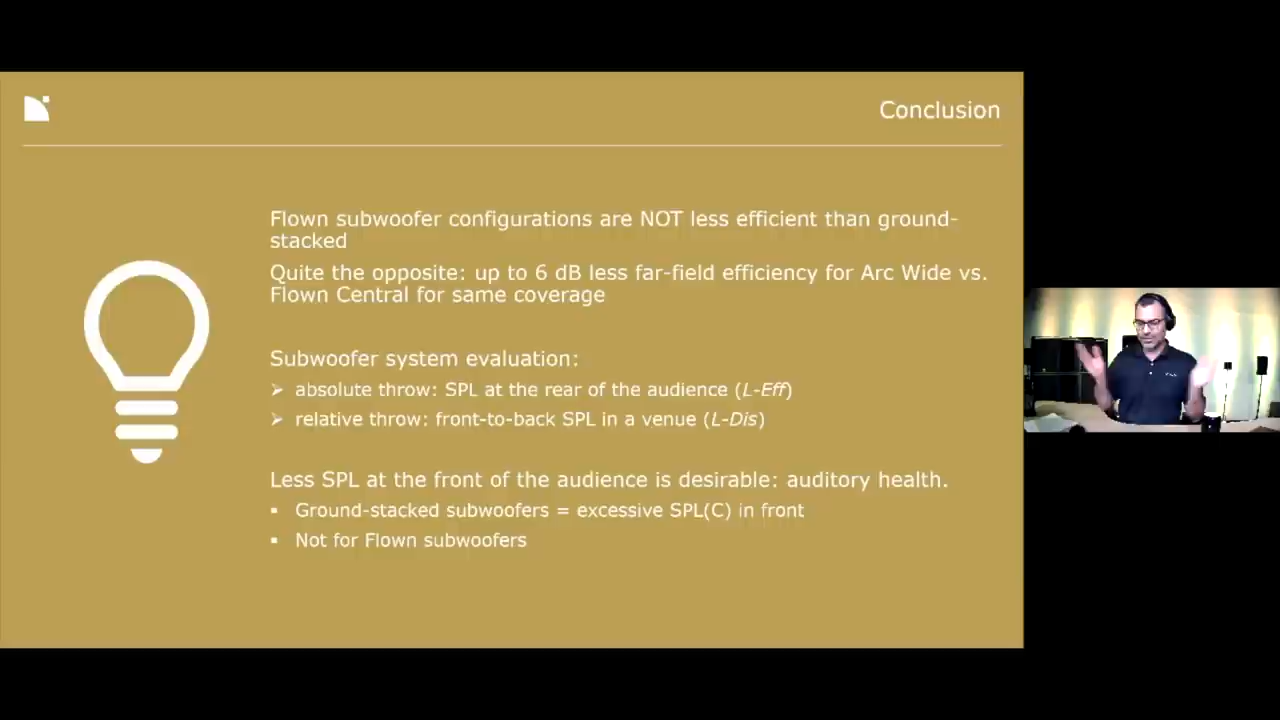 Conclusion
Flown subwoofer configurations are NOT less efficient than ground-
stacked
Quite the opposite: up to 6 dB less far-field efficiency for Arc Wide vs.
Flown Central for same coverage
Subwoofer system evaluation:
➢ absolute throw: SPL at the rear of the audience (L-Eff)
➢ relative throw: front-to-back SPL in a venue (L-Dis)
Less SPL at the front of the audience is desirable: auditory health.
▪ Ground-stacked subwoofers = excessive SPL(C) in front
▪ Not for Flown subwoofers